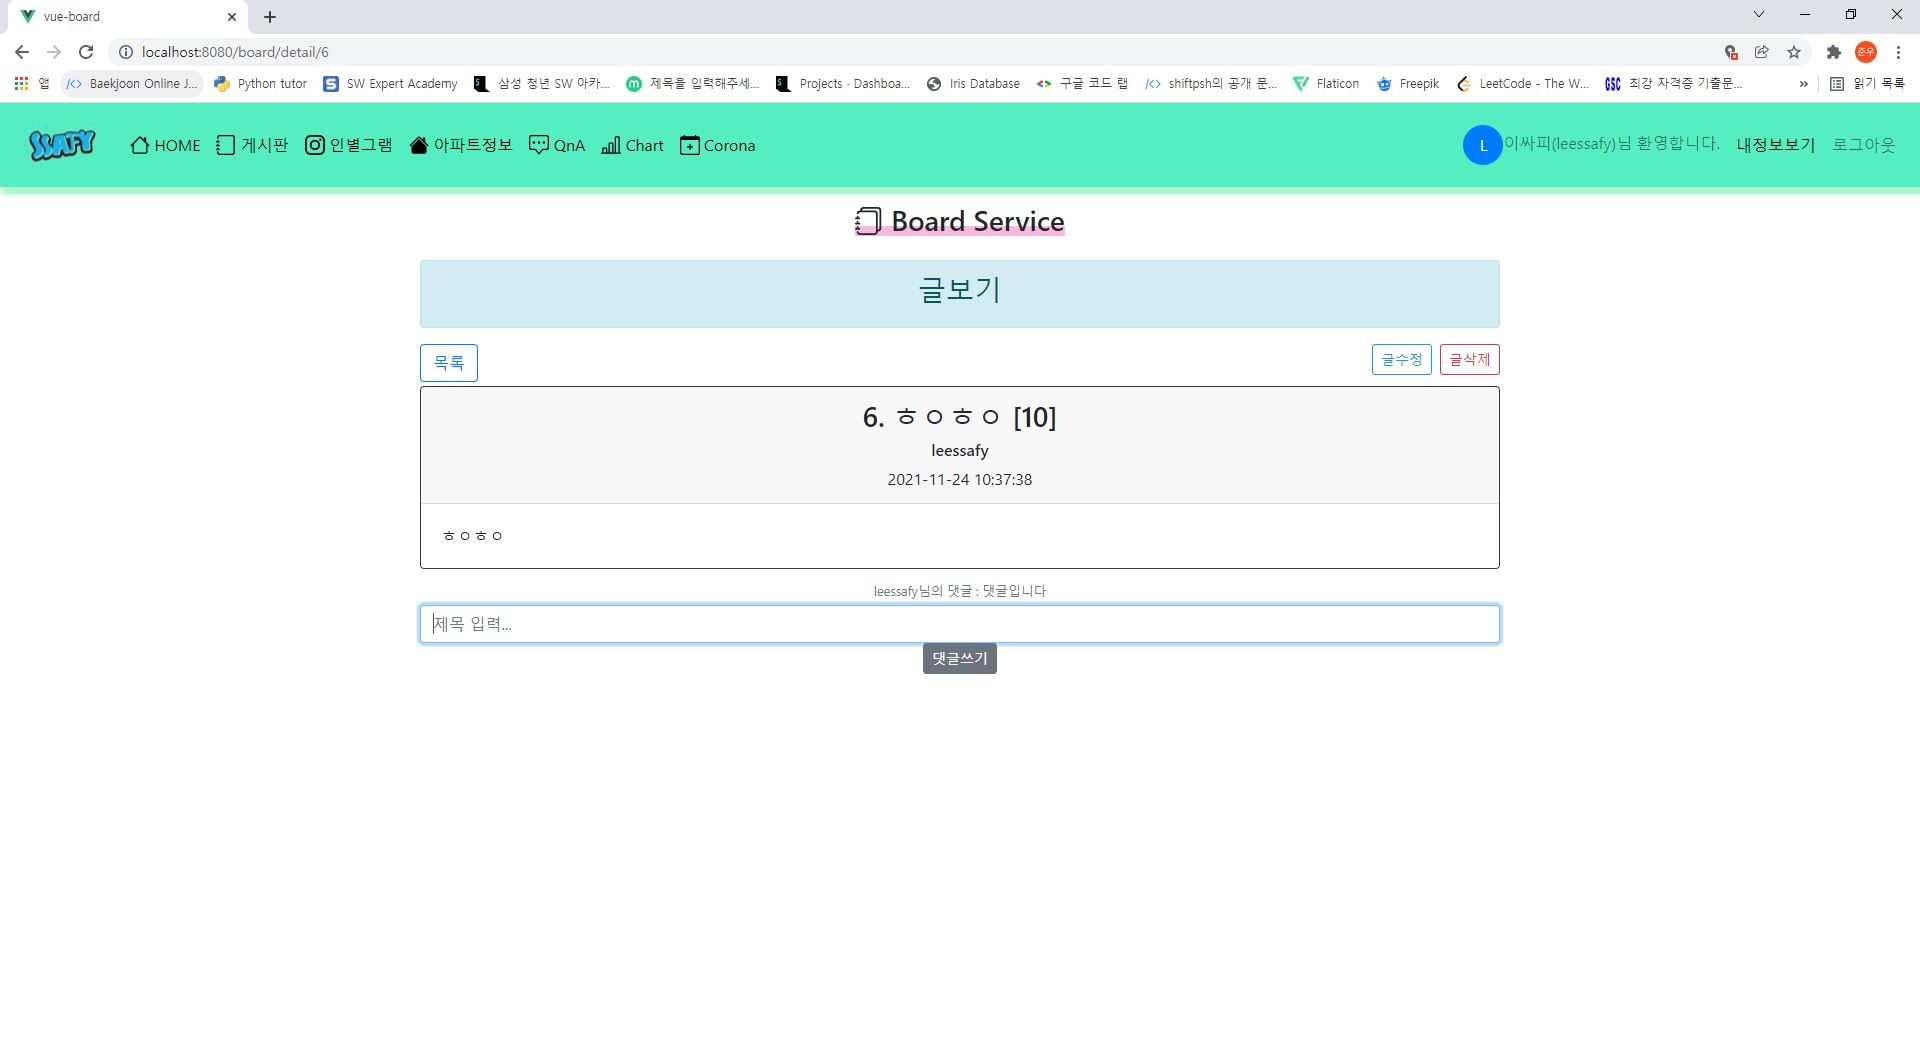 vue-board
localhost:8080/board/detail/6
준우
앱 Baekjoon Online J... Python tutor SW Expert Academy 삼성 청년 SW 아카... 제목을 입력해주세... Projects · Dashboa... Iris Database 구글 코드 랩 shiftpsh의 공개 문... Flaticon Freepik LeetCode - The W... GSC 최강 자격증 기출문... » 읽기 목록
SSAFY HOME 게시판 인별그램 아파트정보 QnA Chart Corona L 이싸피(leessafy)님 환영합니다. 내정보보기 로그아웃
Board Service
글보기
목록 글수정 글삭제
6. ㅎㅇㅎㅇ [10]
leessafy
2021-11-24 10:37:38
ㅎㅇㅎㅇ
leessafy님의 댓글 : 댓글입니다
제목 입력...
댓글쓰기